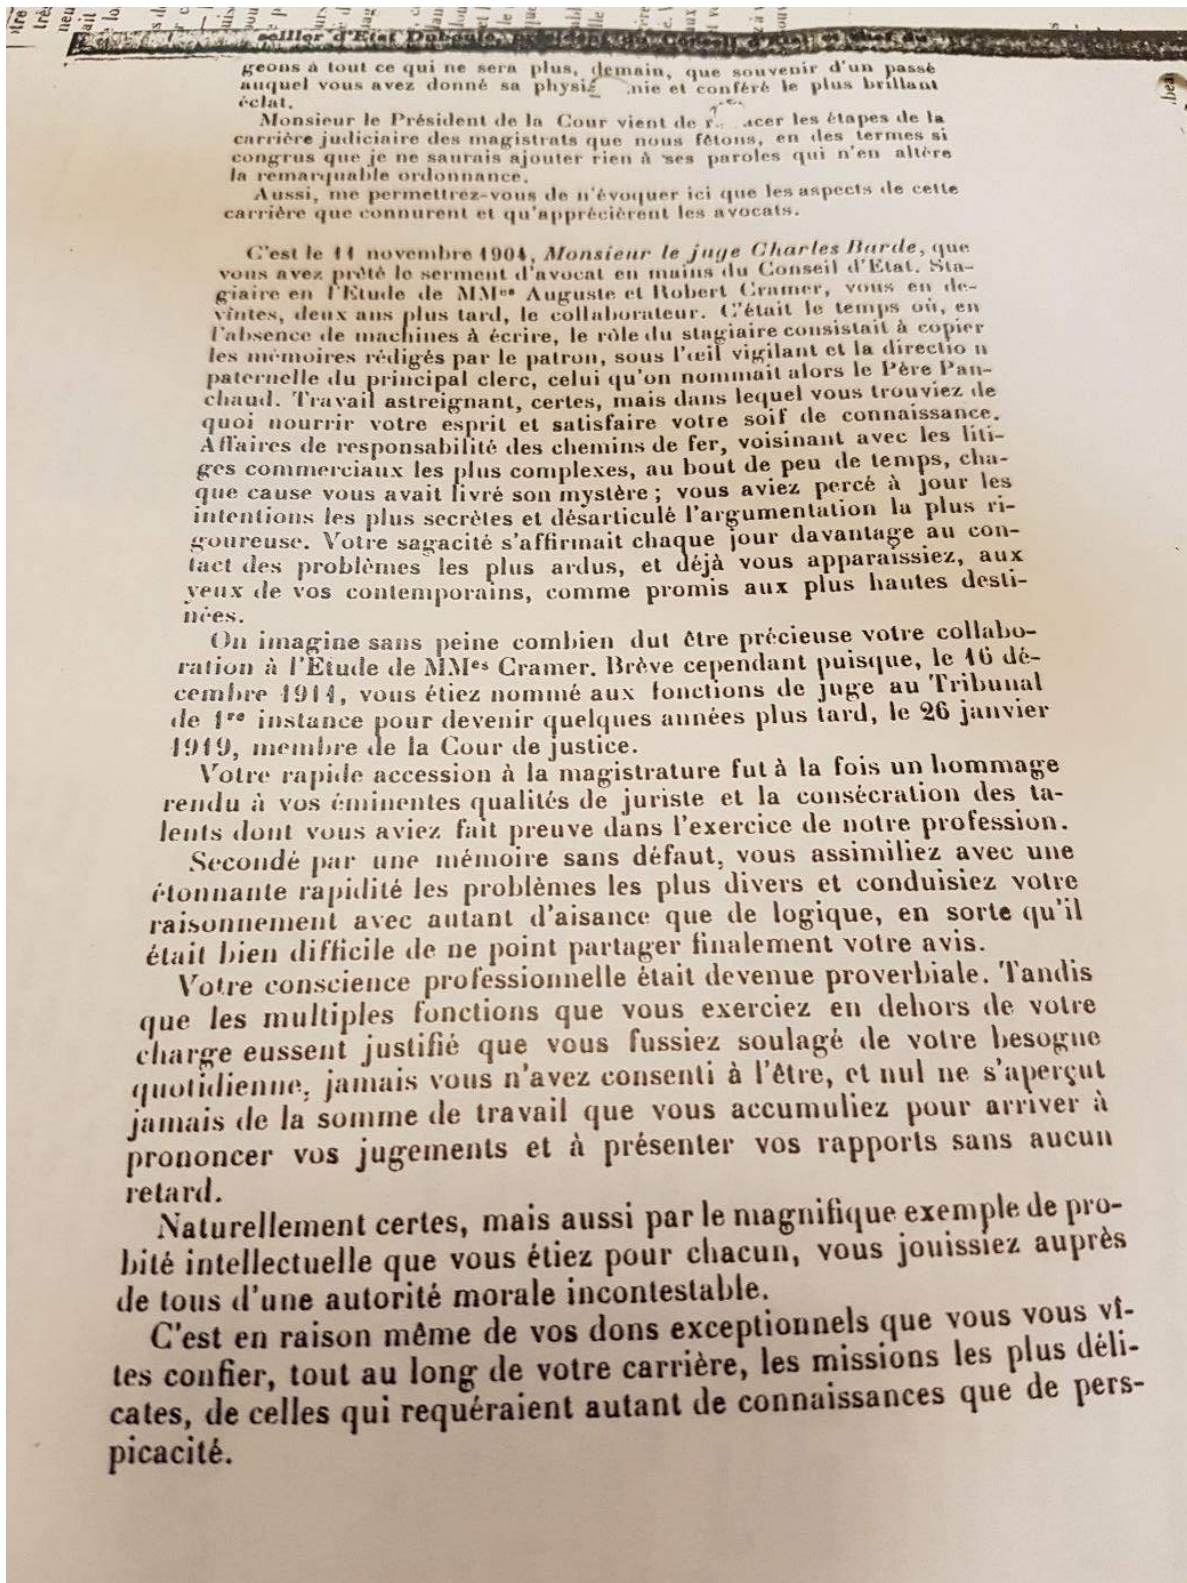 seiller d'Etat Duboule, président du Conseil d'Etat et chef du
geons à tout ce qui ne sera plus, demain, que souvenir d'un passé
auquel vous avez donné sa physi nie et conféré le plus brillant
éclat.
Monsieur le Président de la Cour vient de r acer les étapes de la
carrière judiciaire des magistrats que nous fêtons, en des termes si
congrus que je ne saurais ajouter rien à ses paroles qui n'en altère
la remarquable ordonnance.
Aussi, me permettrez-vous de n'évoquer ici que les aspects de cette
carrière que connurent et qu'apprécièrent les avocats.
C'est le 11 novembre 1904, Monsieur le juge Charles Barde, que
vous avez prêté le serment d'avocat en mains du Conseil d'Etat. Sta-
giaire en l'Etude de MMes Auguste et Robert Cramer, vous en de-
vîntes, deux ans plus tard, le collaborateur. C'était le temps où, en
l'absence de machines à écrire, le rôle du stagiaire consistait à copier
les mémoires rédigés par le patron, sous l'œil vigilant et la directio n
paternelle du principal clerc, celui qu'on nommait alors le Père Pan-
chaud. Travail astreignant, certes, mais dans lequel vous trouviez de
quoi nourrir votre esprit et satisfaire votre soif de connaissance.
Affaires de responsabilité des chemins de fer, voisinant avec les liti-
ges commerciaux les plus complexes, au bout de peu de temps, cha-
que cause vous avait livré son mystère ; vous aviez percé à jour les
intentions les plus secrètes et désarticulé l'argumentation la plus ri-
goureuse. Votre sagacité s'affirmait chaque jour davantage au con-
tact des problèmes les plus ardus, et déjà vous apparaissiez, aux
yeux de vos contemporains, comme promis aux plus hautes desti-
nées.
On imagine sans peine combien dut être précieuse votre collabo-
ration à l'Etude de MMes Cramer. Brève cependant puisque, le 16 dé-
cembre 1911, vous étiez nommé aux fonctions de juge au Tribunal
de 1re instance pour devenir quelques années plus tard, le 26 janvier
1919, membre de la Cour de justice.
Votre rapide accession à la magistrature fut à la fois un hommage
rendu à vos éminentes qualités de juriste et la consécration des ta-
lents dont vous aviez fait preuve dans l'exercice de notre profession.
Secondé par une mémoire sans défaut, vous assimiliez avec une
étonnante rapidité les problèmes les plus divers et conduisiez votre
raisonnement avec autant d'aisance que de logique, en sorte qu'il
était bien difficile de ne point partager finalement votre avis.
Votre conscience professionnelle était devenue proverbiale. Tandis
que les multiples fonctions que vous exerciez en dehors de votre
charge eussent justifié que vous fussiez soulagé de votre besogne
quotidienne, jamais vous n'avez consenti à l'être, et nul ne s'aperçut
jamais de la somme de travail que vous accumuliez pour arriver à
prononcer vos jugements et à présenter vos rapports sans aucun
retard.
Naturellement certes, mais aussi par le magnifique exemple de pro-
bité intellectuelle que vous étiez pour chacun, vous jouissiez auprès
de tous d'une autorité morale incontestable.
C'est en raison même de vos dons exceptionnels que vous vous vî-
tes confier, tout au long de votre carrière, les missions les plus déli-
cates, de celles qui requéraient autant de connaissances que de pers-
picacité.